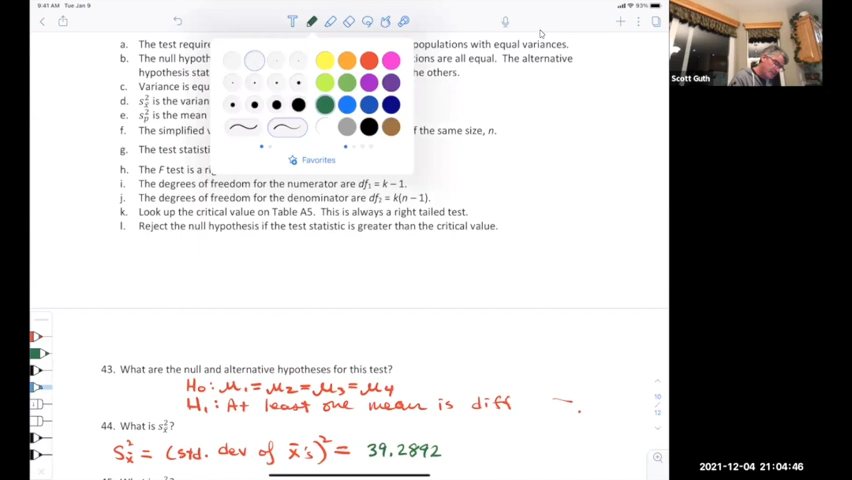 9:41 AM Tue Jan 9
93%
a. The test require populations with equal variances.
b. The null hypoth ions are all equal. The alternative
hypothesis stat he others.
Scott Guth
c. Variance is equ
d. s²x̄ is the varian
e. s²p is the mean
f. The simplified v f the same size, n.
g. The test statisti
Favorites
h. The F test is a rig
i. The degrees of freedom for the numerator are df₁ = k – 1.
j. The degrees of freedom for the denominator are df₂ = k(n – 1).
k. Look up the critical value on Table A5. This is always a right tailed test.
l. Reject the null hypothesis if the test statistic is greater than the critical value.
43. What are the null and alternative hypotheses for this test?
H₀: μ₁ = μ₂ = μ₃ = μ₄
H₁: At least one mean is diff
10
12
44. What is s²x̄?
S²x̄ = (std. dev of x̄'s)² = 39.2892
2021-12-04 21:04:46